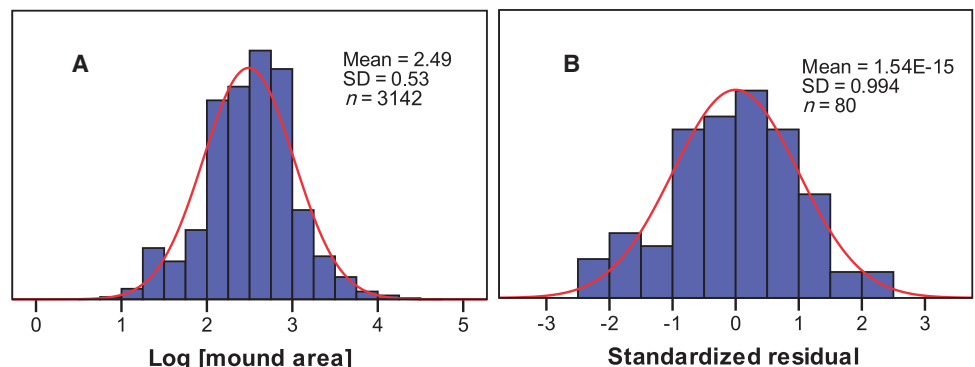 A
Mean = 2.49
SD = 0.53
n = 3142
0 1 2 3 4 5
Log [mound area]
B
Mean = 1.54E-15
SD = 0.994
n = 80
-3 -2 -1 0 1 2 3
Standardized residual